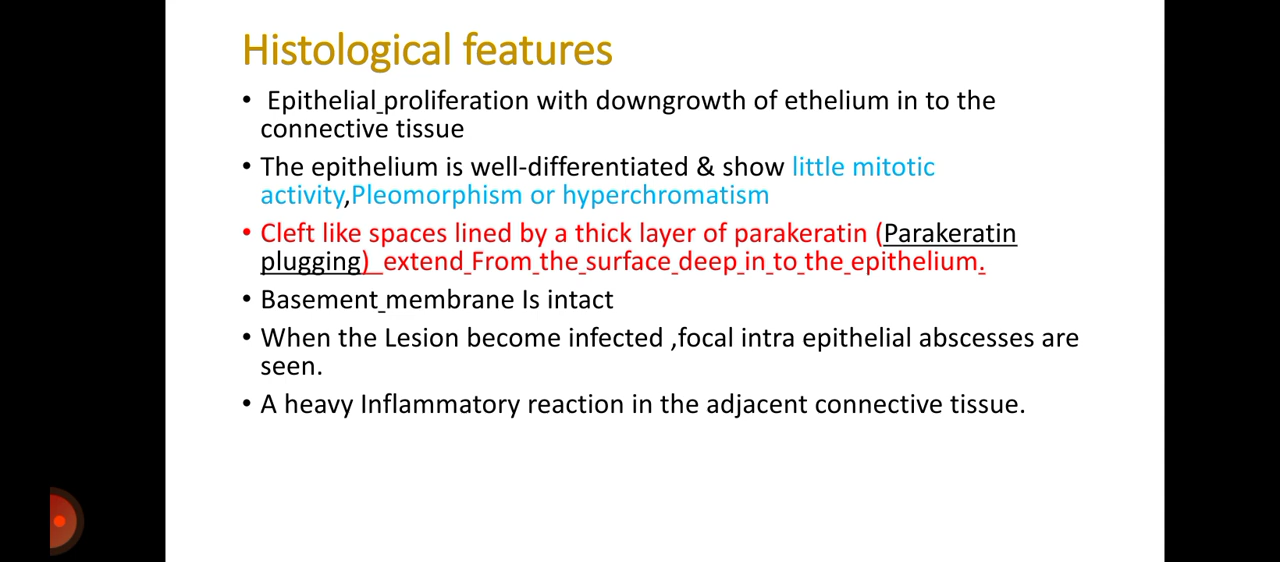 Histological features
• Epithelial proliferation with downgrowth of ethelium in to the
connective tissue
• The epithelium is well-differentiated & show little mitotic
activity,Pleomorphism or hyperchromatism
• Cleft like spaces lined by a thick layer of parakeratin (Parakeratin
plugging) extend From the surface deep in to the epithelium.
• Basement membrane Is intact
• When the Lesion become infected ,focal intra epithelial abscesses are
seen.
• A heavy Inflammatory reaction in the adjacent connective tissue.